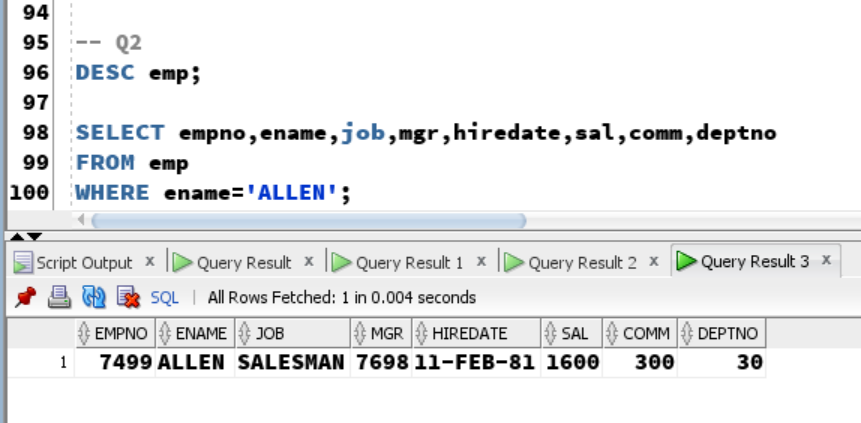 94
95 -- Q2
96 DESC emp;
97
98 SELECT empno,ename,job,mgr,hiredate,sal,comm,deptno
99 FROM emp
100 WHERE ename='ALLEN';
Script Output x Query Result x Query Result 1 x Query Result 2 x Query Result 3 x
SQL | All Rows Fetched: 1 in 0.004 seconds
EMPNO ENAME JOB MGR HIREDATE SAL COMM DEPTNO
1 7499 ALLEN SALESMAN 7698 11-FEB-81 1600 300 30